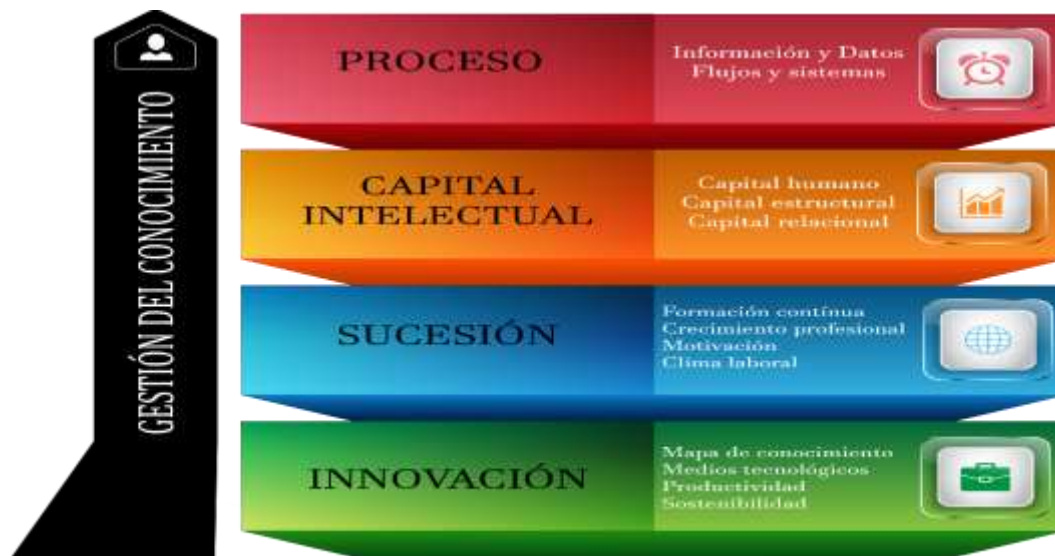 GESTIÓN DEL CONOCIMIENTO
PROCESO
Información y Datos
Flujos y sistemas
CAPITAL
INTELECTUAL
Capital humano
Capital estructural
Capital relacional
SUCESIÓN
Formación contínua
Crecimiento profesional
Motivación
Clima laboral
INNOVACIÓN
Mapa de conocimiento
Medios tecnológicos
Productividad
Sostenibilidad